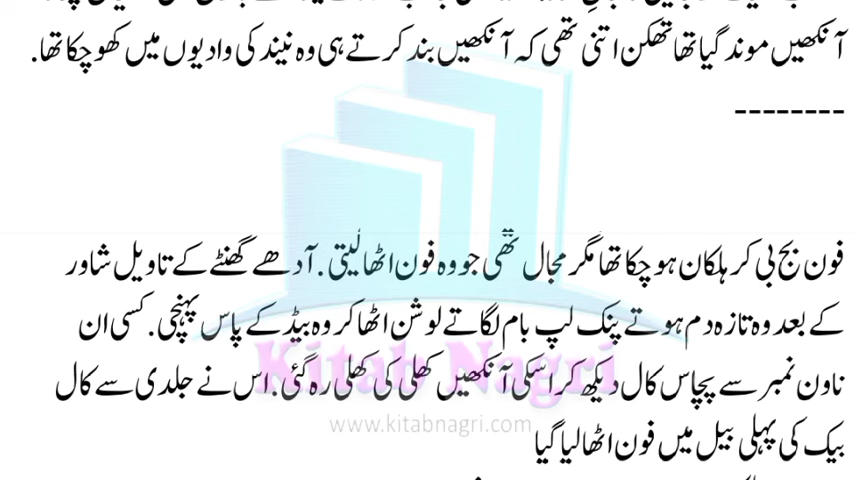 آنکھیں موند گیا تھا تھکن اتنی تھی کہ آنکھیں بند کرتے ہی وہ نیند کی وادیوں میں کھو چکا تھا.
--------
فون بج بی کر ہلکان ہو چکا تھا مگر مجال تھی جو وہ فون اٹھا لیتی. آدھے گھنٹے کے تاویل شاور
کے بعد وہ تازہ دم ہوتے پنک لپ بام لگاتے لوشن اٹھا کر وہ بیڈ کے پاس پہنچی. کسی ان
ناون نمبر سے پچاس کال دیکھ کر اسکی آنکھیں کھلی کی کھلی رہ گئی. اس نے جلدی سے کال
بیک کی پہلی بیل میں فون اٹھا لیا گیا
Kitab Nagri
www.kitabnagri.com